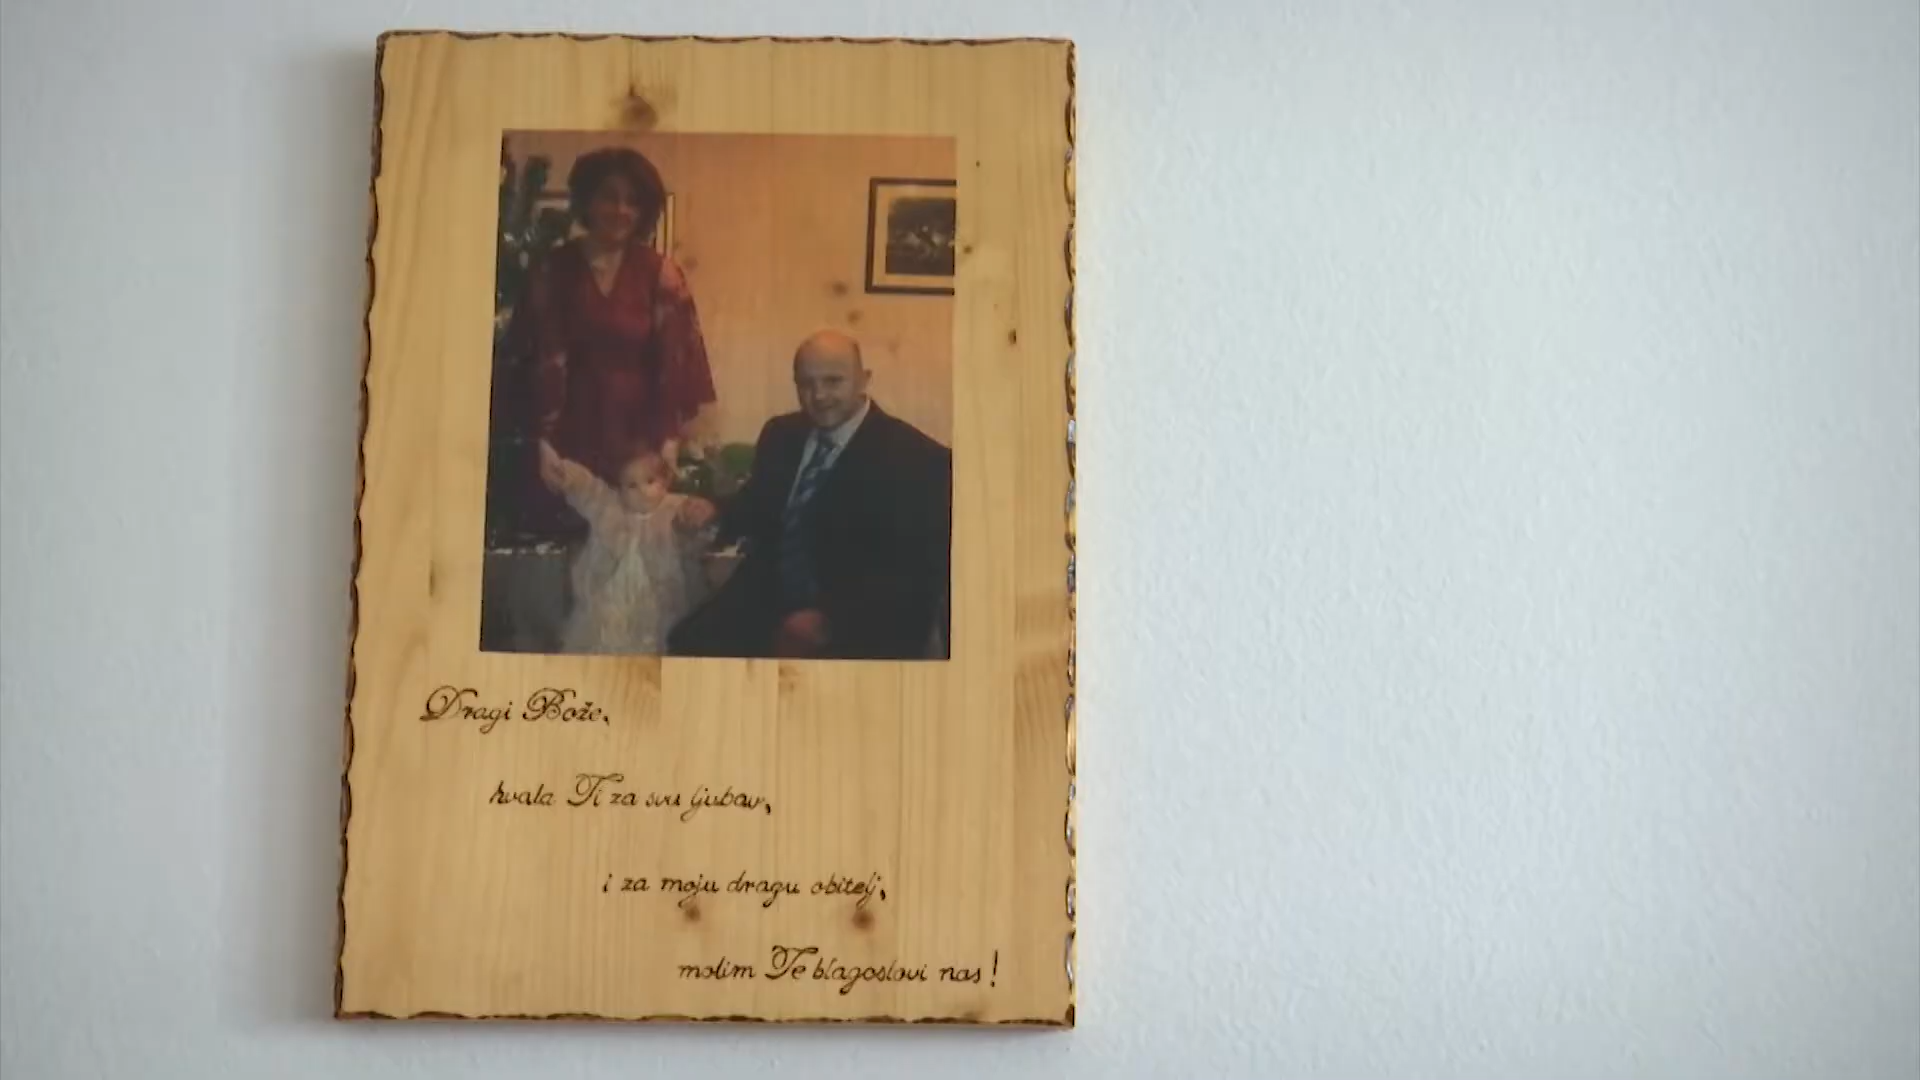 Dragi Bože,
hvala Ti za svu ljubav,
i za moju dragu obitelj,
molim Te blagoslovi nas!